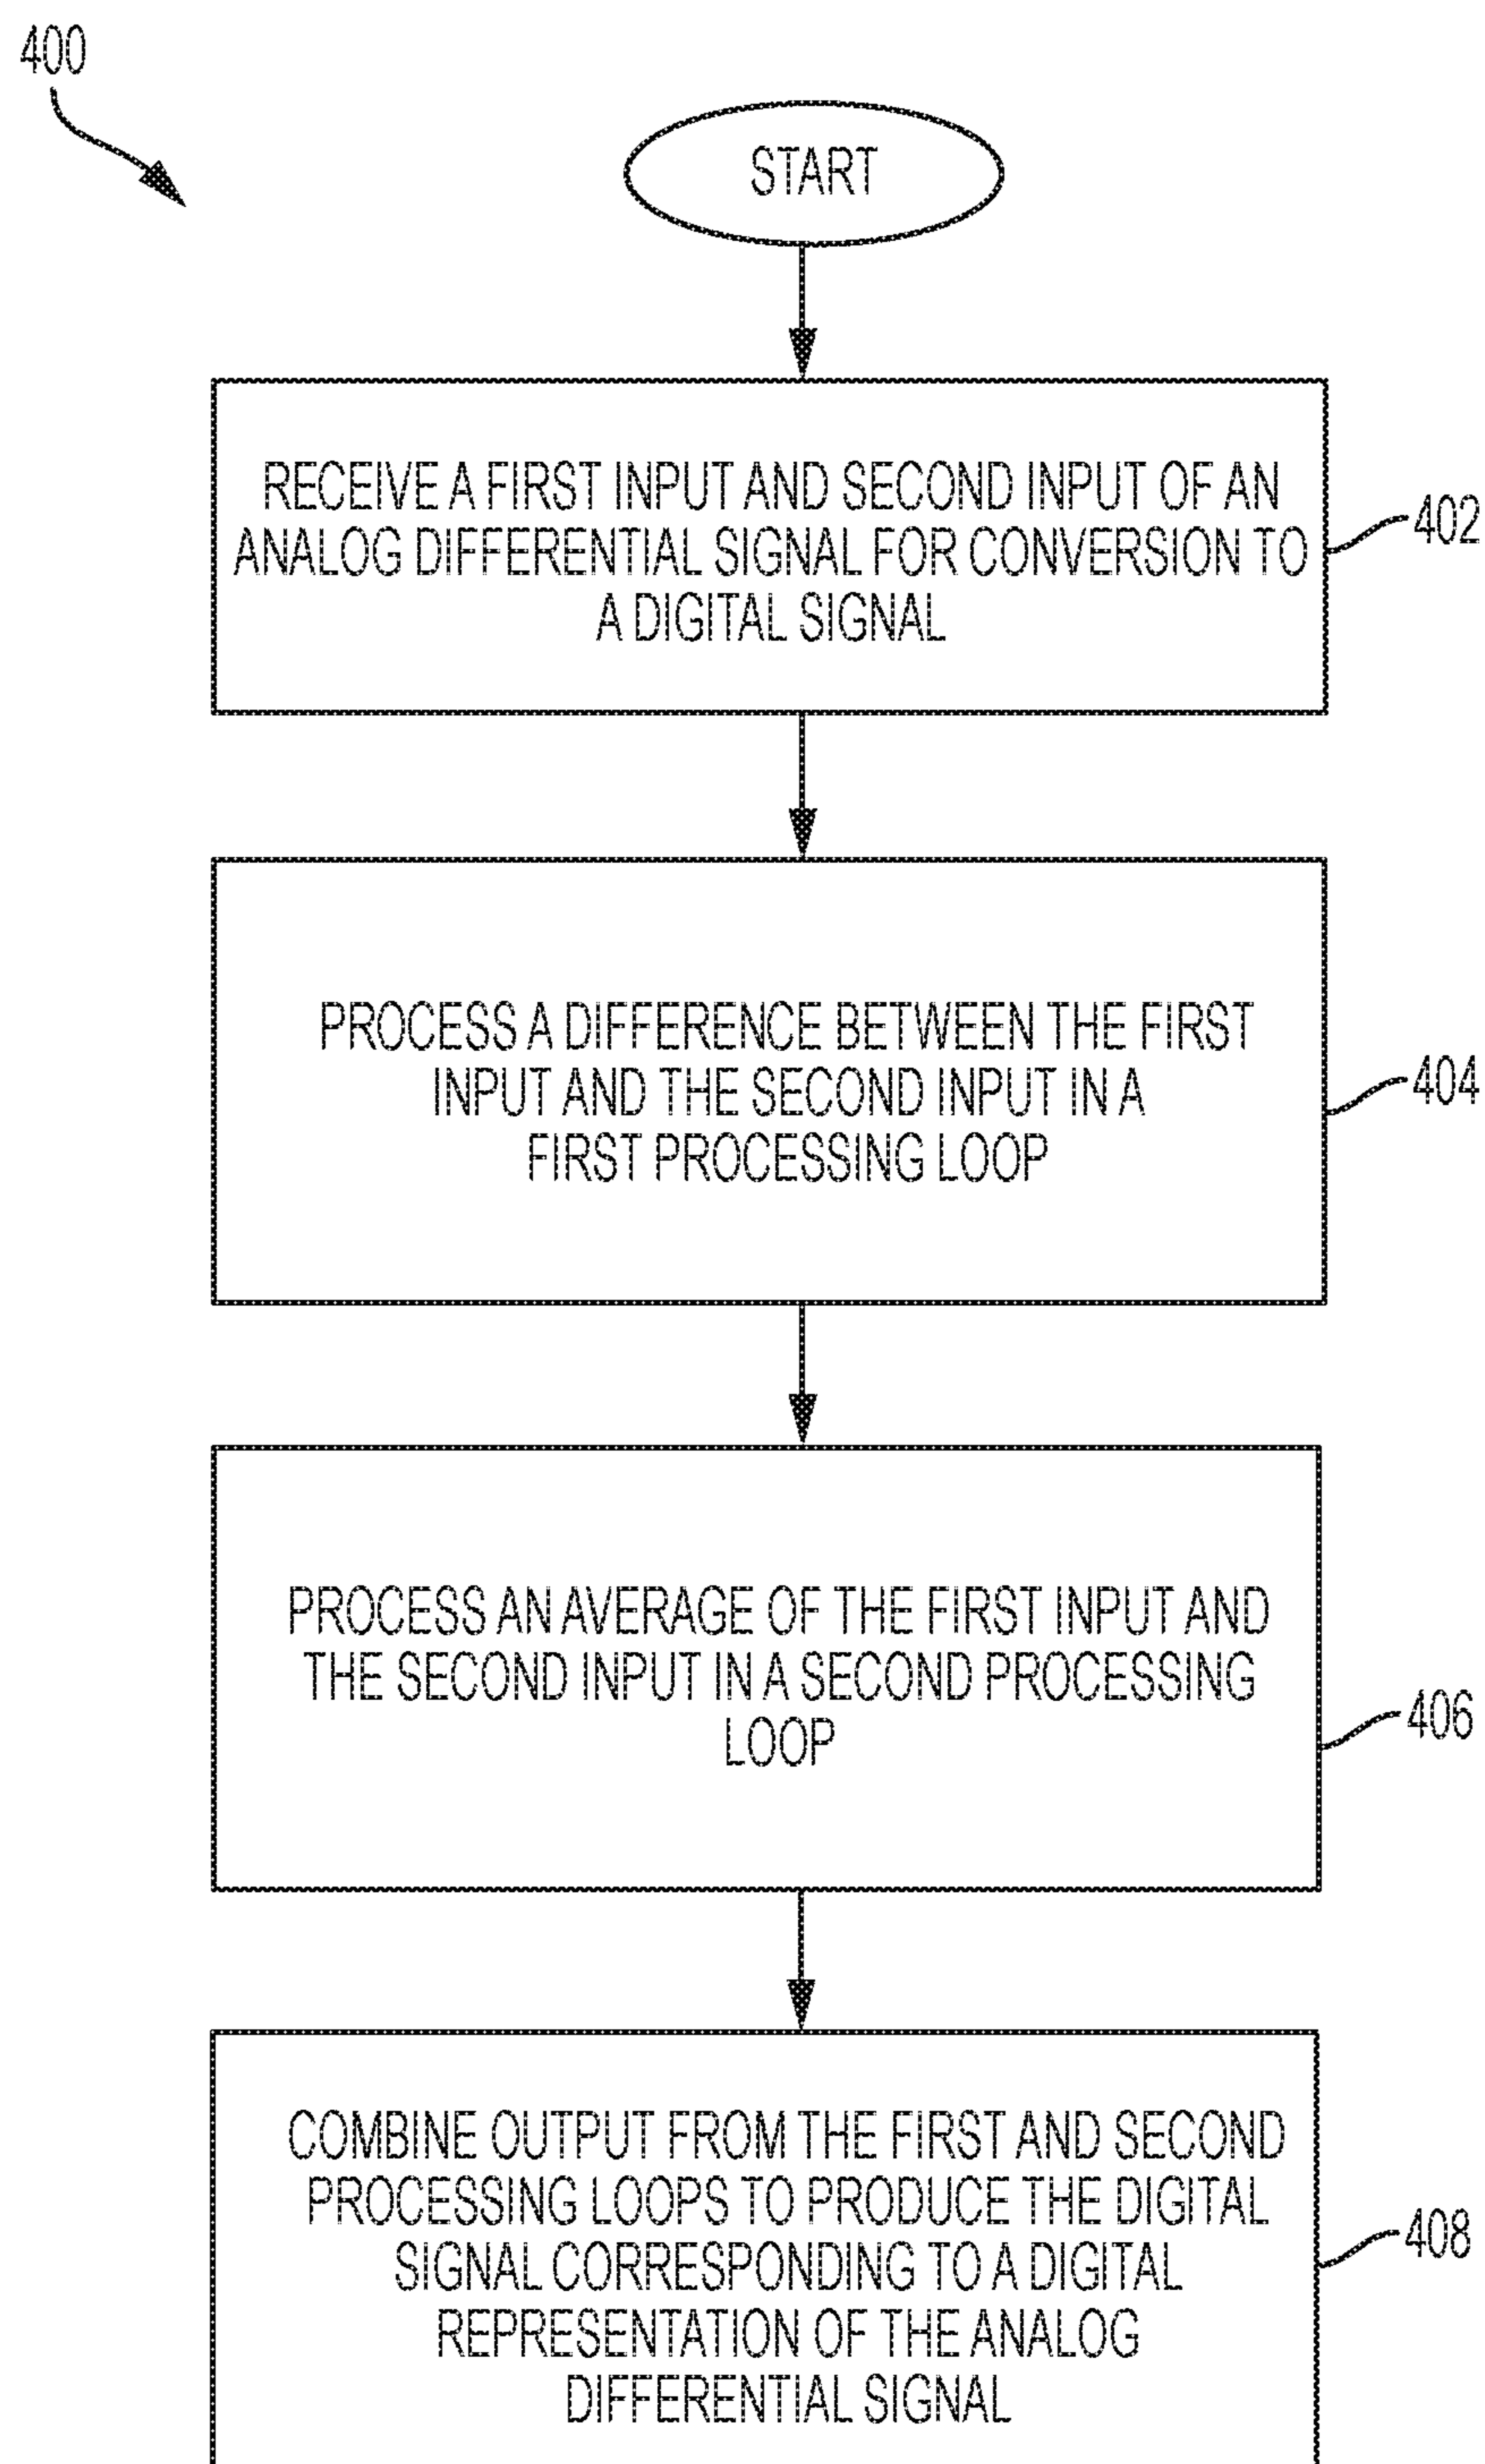 400
START
RECEIVE A FIRST INPUT AND SECOND INPUT OF AN
ANALOG DIFFERENTIAL SIGNAL FOR CONVERSION TO
A DIGITAL SIGNAL
402
PROCESS A DIFFERENCE BETWEEN THE FIRST
INPUT AND THE SECOND INPUT IN A
FIRST PROCESSING LOOP
404
PROCESS AN AVERAGE OF THE FIRST INPUT AND
THE SECOND INPUT IN A SECOND PROCESSING
LOOP
406
COMBINE OUTPUT FROM THE FIRST AND SECOND
PROCESSING LOOPS TO PRODUCE THE DIGITAL
SIGNAL CORRESPONDING TO A DIGITAL
REPRESENTATION OF THE ANALOG
DIFFERENTIAL SIGNAL
408